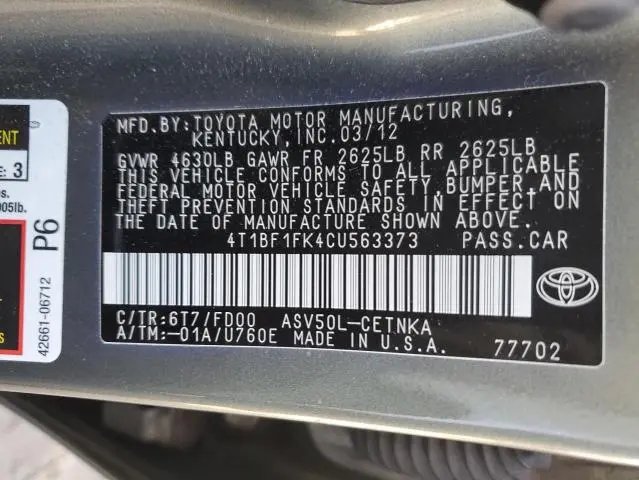 MFD.BY:TOYOTA MOTOR MANUFACTURING,
KENTUCKY,INC.03/12
GVWR 4630LB GAWR FR 2625LB RR 2625LB
THIS VEHICLE CONFORMS TO ALL APPLICABLE
FEDERAL MOTOR VEHICLE SAFETY,BUMPER,AND
THEFT PREVENTION STANDARDS IN EFFECT ON
THE DATE OF MANUFACTURE SHOWN ABOVE.
4T1BF1FK4CU563373 PASS.CAR
C/TR:6T7/FD00 ASV50L-CETNKA
A/TM:-01A/U760E MADE IN U.S.A. 77702
3
005lb.
P6
42661-06712